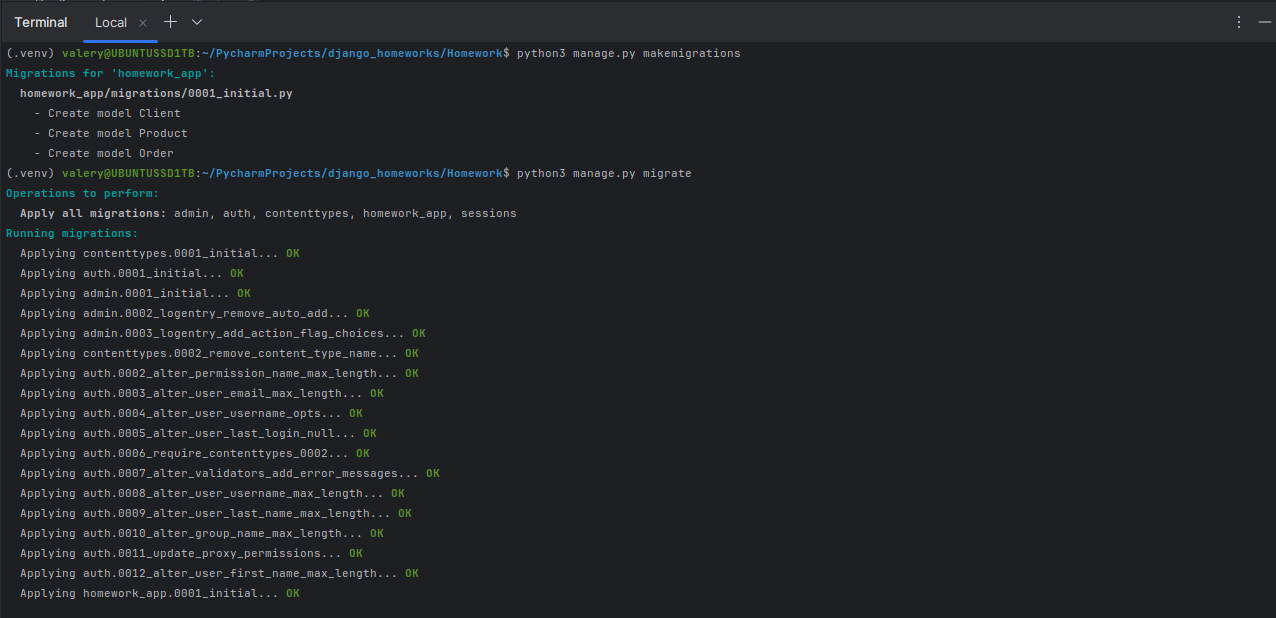 Terminal Local
(.venv) valery@UBUNTUSSD1TB:~/PycharmProjects/django_homeworks/Homework$ python3 manage.py makemigrations
Migrations for 'homework_app':
  homework_app/migrations/0001_initial.py
    - Create model Client
    - Create model Product
    - Create model Order
(.venv) valery@UBUNTUSSD1TB:~/PycharmProjects/django_homeworks/Homework$ python3 manage.py migrate
Operations to perform:
  Apply all migrations: admin, auth, contenttypes, homework_app, sessions
Running migrations:
  Applying contenttypes.0001_initial... OK
  Applying auth.0001_initial... OK
  Applying admin.0001_initial... OK
  Applying admin.0002_logentry_remove_auto_add... OK
  Applying admin.0003_logentry_add_action_flag_choices... OK
  Applying contenttypes.0002_remove_content_type_name... OK
  Applying auth.0002_alter_permission_name_max_length... OK
  Applying auth.0003_alter_user_email_max_length... OK
  Applying auth.0004_alter_user_username_opts... OK
  Applying auth.0005_alter_user_last_login_null... OK
  Applying auth.0006_require_contenttypes_0002... OK
  Applying auth.0007_alter_validators_add_error_messages... OK
  Applying auth.0008_alter_user_username_max_length... OK
  Applying auth.0009_alter_user_last_name_max_length... OK
  Applying auth.0010_alter_group_name_max_length... OK
  Applying auth.0011_update_proxy_permissions... OK
  Applying auth.0012_alter_user_first_name_max_length... OK
  Applying homework_app.0001_initial... OK